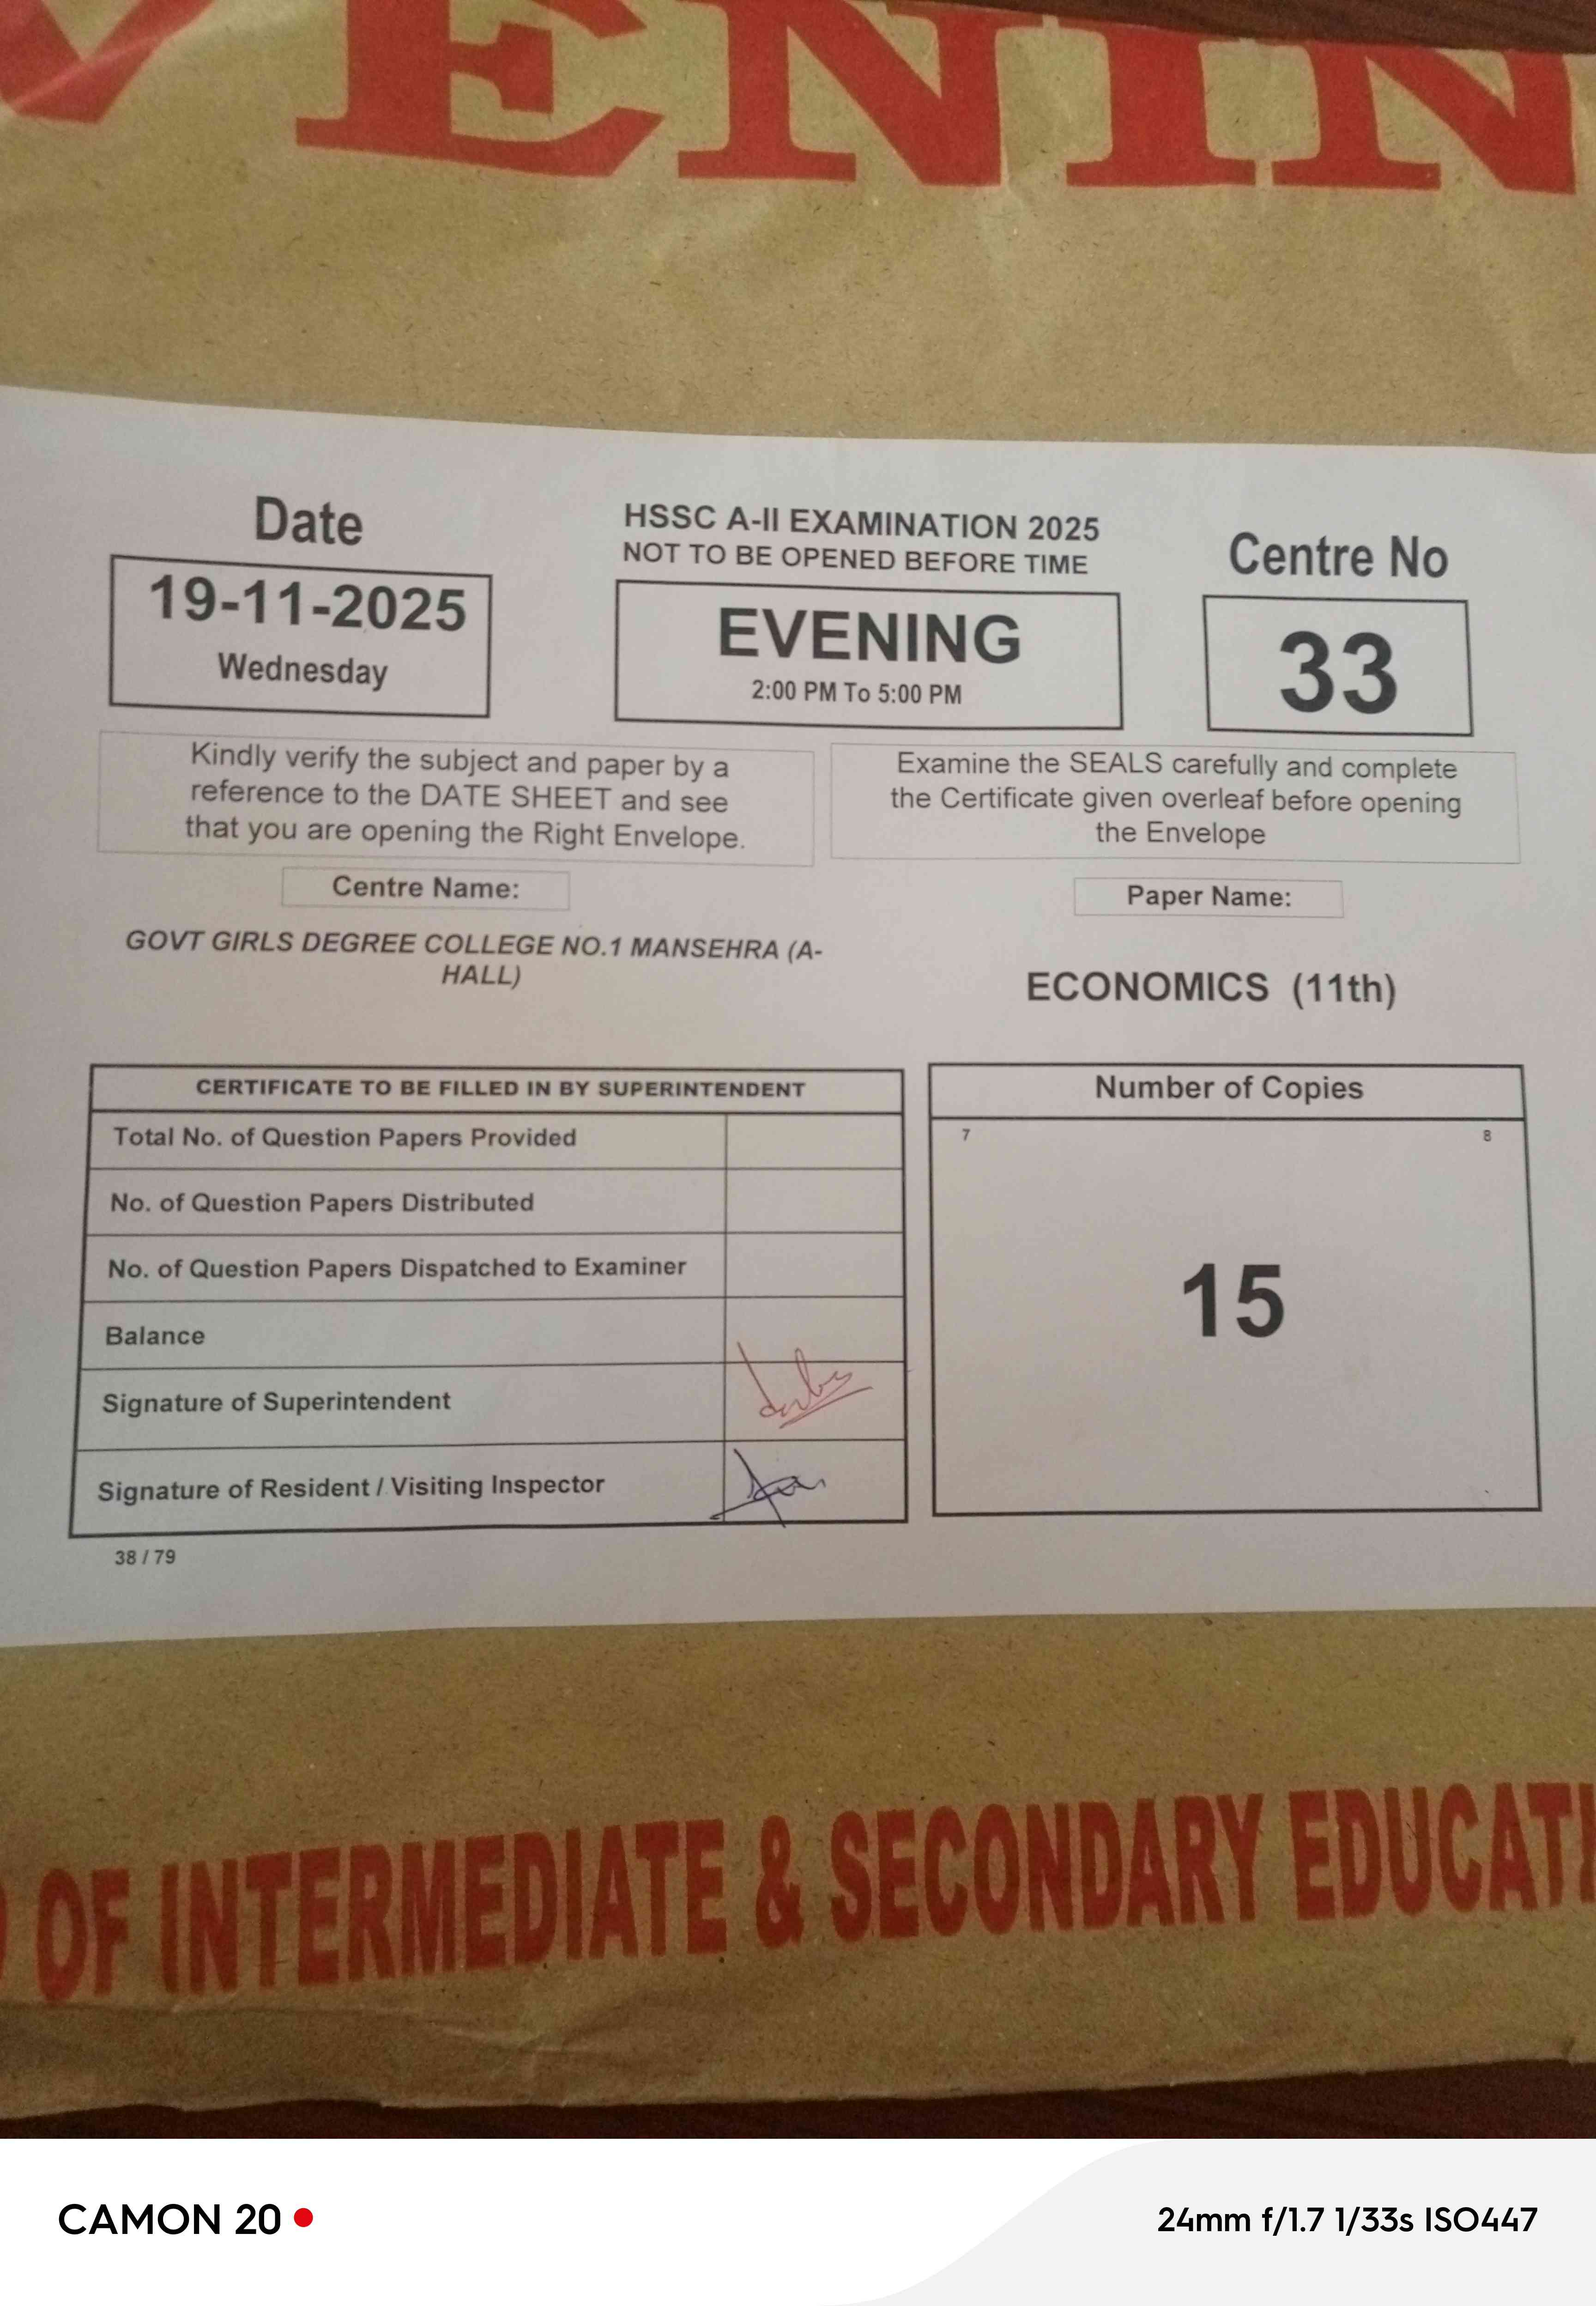 VENIN
Date
19-11-2025
Wednesday
HSSC A-II EXAMINATION 2025
NOT TO BE OPENED BEFORE TIME
EVENING
2:00 PM To 5:00 PM
Centre No
33
Kindly verify the subject and paper by a
reference to the DATE SHEET and see
that you are opening the Right Envelope.
Examine the SEALS carefully and complete
the Certificate given overleaf before opening
the Envelope
Centre Name:
GOVT GIRLS DEGREE COLLEGE NO.1 MANSEHRA (A-
HALL)
Paper Name:
ECONOMICS (11th)
CERTIFICATE TO BE FILLED IN BY SUPERINTENDENT
Total No. of Question Papers Provided
No. of Question Papers Distributed
No. of Question Papers Dispatched to Examiner
Balance
Signature of Superintendent
Signature of Resident / Visiting Inspector
38 / 79
Number of Copies
7 8
15
OF INTERMEDIATE & SECONDARY EDUCATI
CAMON 20
24mm f/1.7 1/33s ISO447